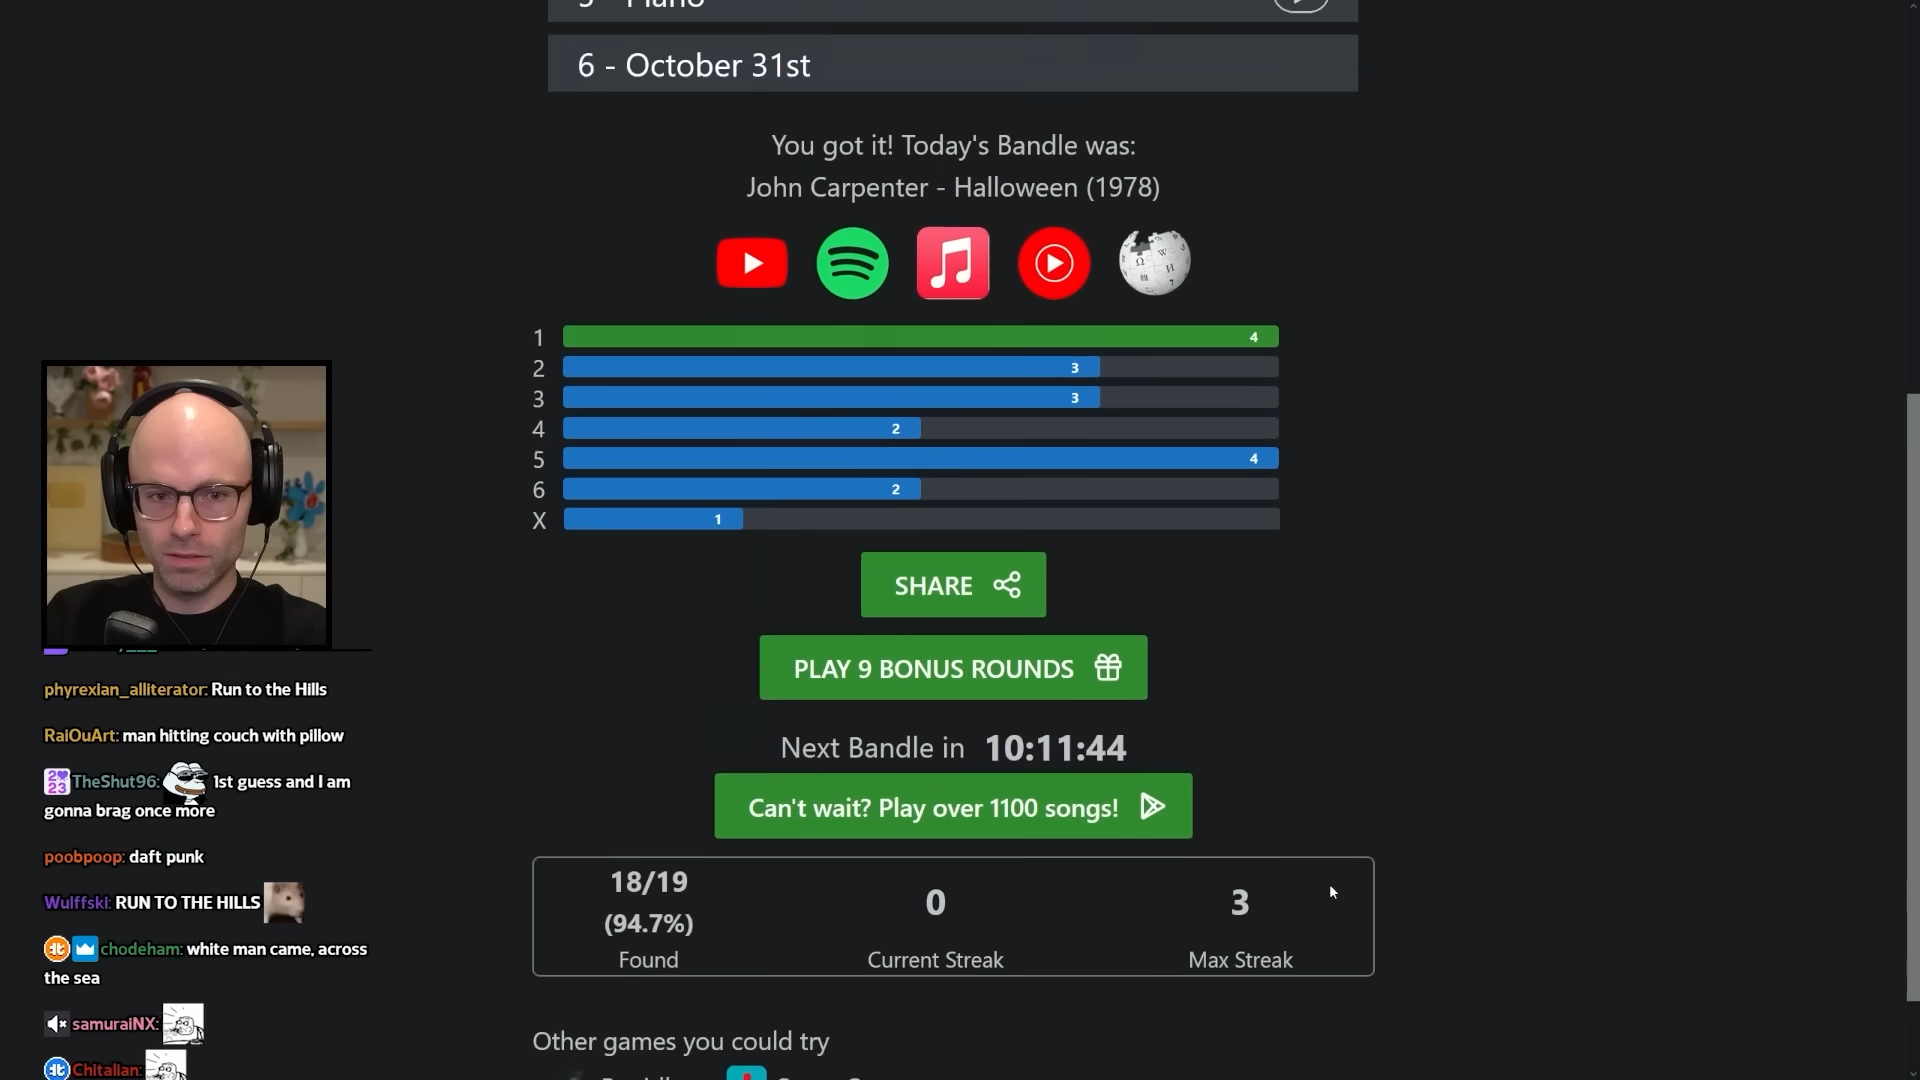 6 - October 31st
You got it! Today's Bandle was:
John Carpenter - Halloween (1978)
1 4
2 3
3 3
4 2
5 4
6 2
X 1
SHARE
PLAY 9 BONUS ROUNDS
Next Bandle in 10:11:44
Can't wait? Play over 1100 songs!
18/19
(94.7%)
Found
0
Current Streak
3
Max Streak
Other games you could try
phyrexian_alliterator: Run to the Hills
RaiOuArt: man hitting couch with pillow
TheShut96: 1st guess and I am
gonna brag once more
poobpoop: daft punk
Wulffski: RUN TO THE HILLS
chodeham: white man came, across
the sea
samuraiNX:
Chitalian: